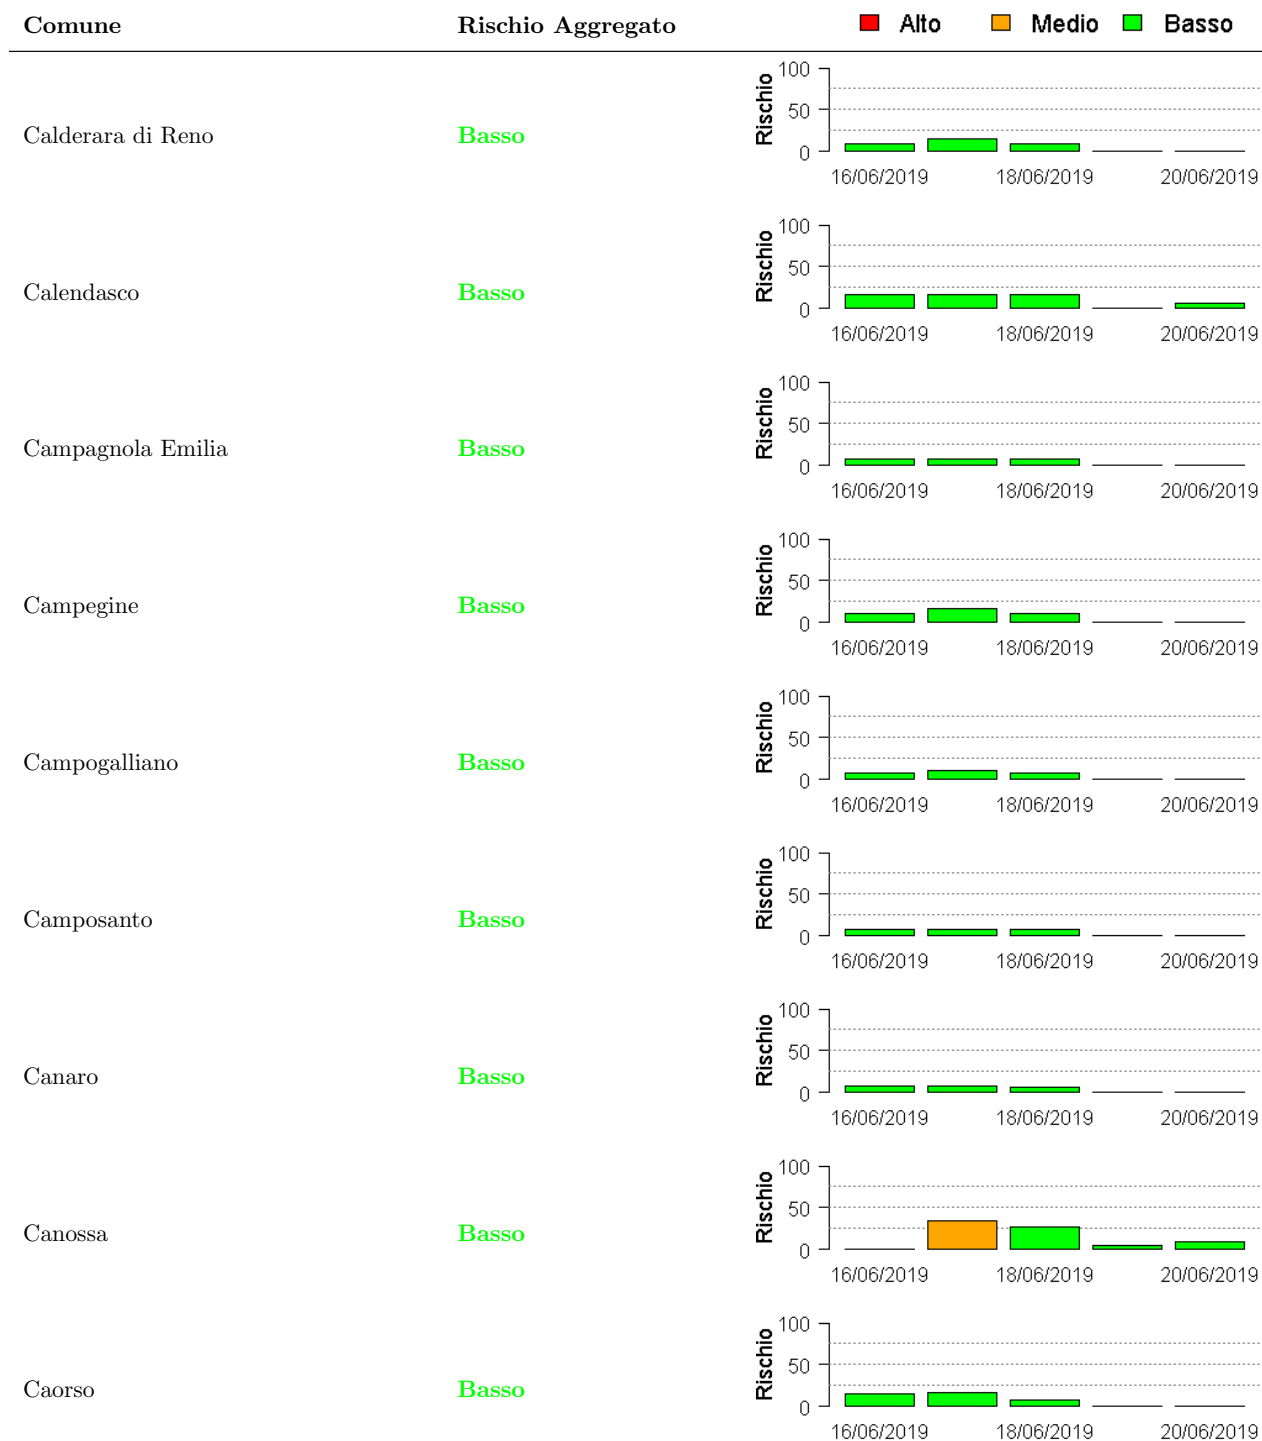 Comune Rischio Aggregato Alto Medio Basso
100
50
0
Rischio
Calderara di Reno Basso
16/06/2019 18/06/2019 20/06/2019
100
50
0
Rischio
Calendasco Basso
16/06/2019 18/06/2019 20/06/2019
100
50
0
Rischio
Campagnola Emilia Basso
16/06/2019 18/06/2019 20/06/2019
100
50
0
Rischio
Campegine Basso
16/06/2019 18/06/2019 20/06/2019
100
50
0
Rischio
Campogalliano Basso
16/06/2019 18/06/2019 20/06/2019
100
50
0
Rischio
Camposanto Basso
16/06/2019 18/06/2019 20/06/2019
100
50
0
Rischio
Canaro Basso
16/06/2019 18/06/2019 20/06/2019
100
50
0
Rischio
Canossa Basso
16/06/2019 18/06/2019 20/06/2019
100
50
0
Rischio
Caorso Basso
16/06/2019 18/06/2019 20/06/2019